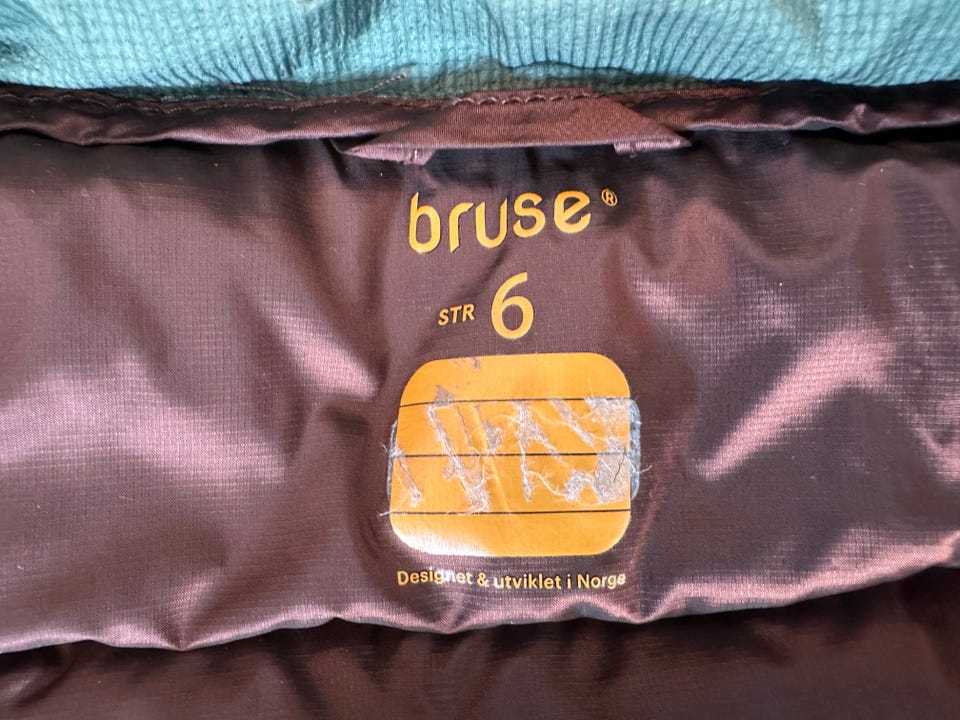 bruse®
STR 6
Designet & utviklet i Norge